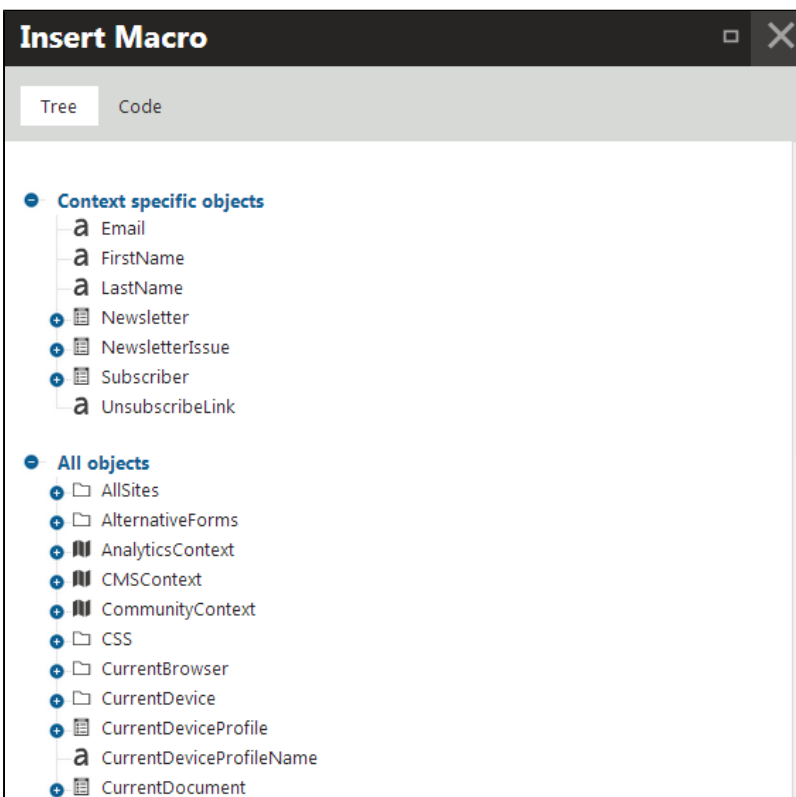 Insert Macro
Tree Code
Context specific objects
Email
FirstName
LastName
Newsletter
NewsletterIssue
Subscriber
UnsubscribeLink
All objects
AllSites
AlternativeForms
AnalyticsContext
CMSContext
CommunityContext
CSS
CurrentBrowser
CurrentDevice
CurrentDeviceProfile
CurrentDeviceProfileName
CurrentDocument